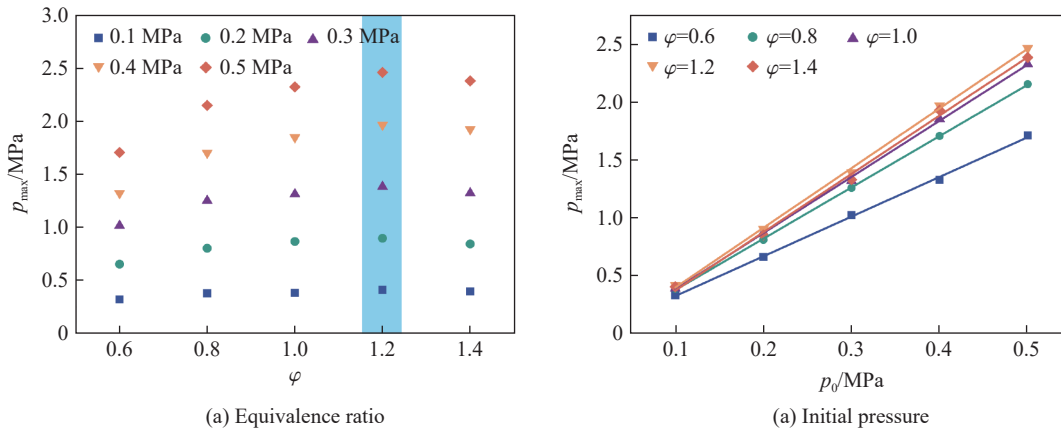 3.0
2.5
2.0
1.5
1.0
0.5
0
p_max/MPa
0.1 MPa 0.2 MPa 0.3 MPa
0.4 MPa 0.5 MPa
0.6 0.8 1.0 1.2 1.4
φ
(a) Equivalence ratio
2.5
2.0
1.5
1.0
0.5
0
p_max/MPa
φ=0.6 φ=0.8 φ=1.0
φ=1.2 φ=1.4
0.1 0.2 0.3 0.4 0.5
p_0/MPa
(a) Initial pressure